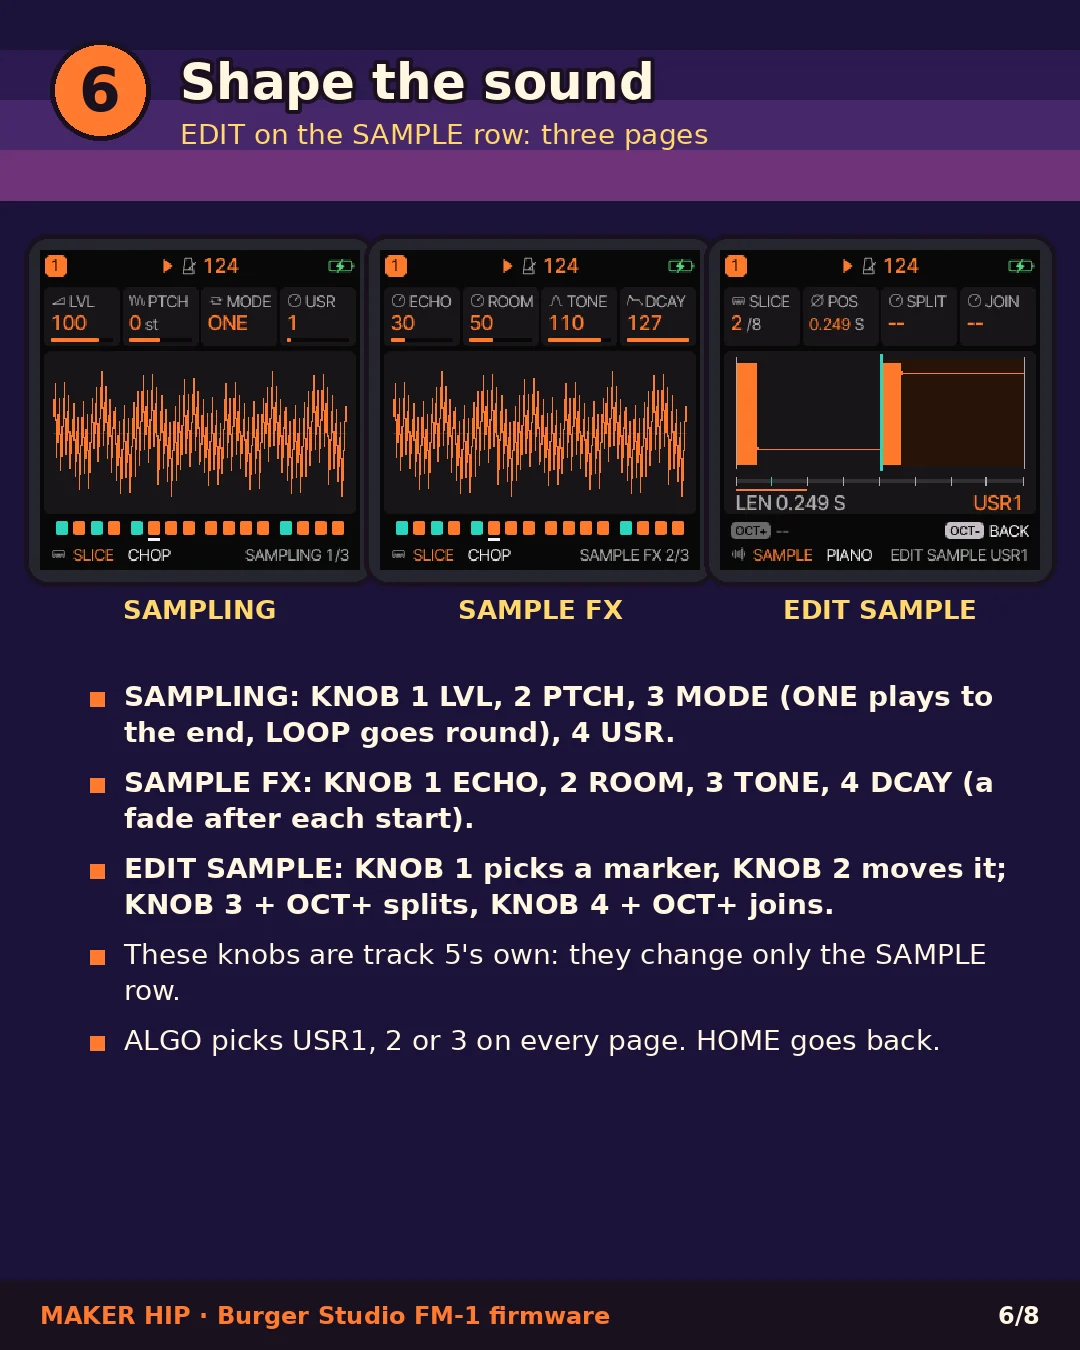 6
Shape the sound
EDIT on the SAMPLE row: three pages
1 124
LVL PTCH MODE USR
100 0 st ONE 1
SLICE CHOP SAMPLING 1/3
1 124
ECHO ROOM TONE DCAY
30 50 110 127
SLICE CHOP SAMPLE FX 2/3
1 124
SLICE POS SPLIT JOIN
2 /8 0.249 S -- --
LEN 0.249 S USR1
OCT+ -- OCT- BACK
SAMPLE PIANO EDIT SAMPLE USR1
SAMPLING SAMPLE FX EDIT SAMPLE
SAMPLING: KNOB 1 LVL, 2 PTCH, 3 MODE (ONE plays to
the end, LOOP goes round), 4 USR.
SAMPLE FX: KNOB 1 ECHO, 2 ROOM, 3 TONE, 4 DCAY (a
fade after each start).
EDIT SAMPLE: KNOB 1 picks a marker, KNOB 2 moves it;
KNOB 3 + OCT+ splits, KNOB 4 + OCT+ joins.
These knobs are track 5's own: they change only the SAMPLE
row.
ALGO picks USR1, 2 or 3 on every page. HOME goes back.
MAKER HIP · Burger Studio FM-1 firmware 6/8